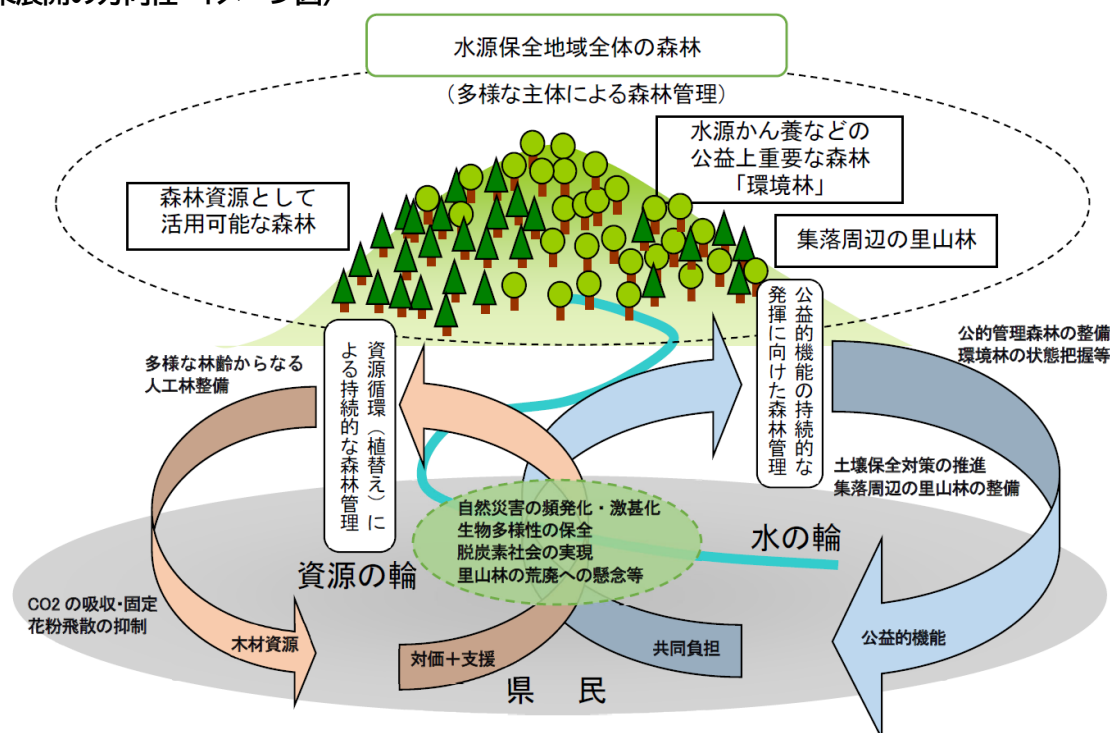 水源保全地域全体の森林
(多様な主体による森林管理)
水源かん養などの
公益上重要な森林
「環境林」
森林資源として
活用可能な森林
集落周辺の里山林
公益的機能の持続的な
発揮に向けた森林管理
資源循環（植替え）に
よる持続的な森林管理
多様な林齢からなる
人工林整備
公的管理森林の整備
環境林の状態把握等
土壌保全対策の推進
集落周辺の里山林の整備
自然災害の頻発化・激甚化
生物多様性の保全
脱炭素社会の実現
里山林の荒廃への懸念等
水の輪
資源の輪
CO2 の吸収・固定
花粉飛散の抑制
木材資源
対価＋支援
共同負担
公益的機能
県　民